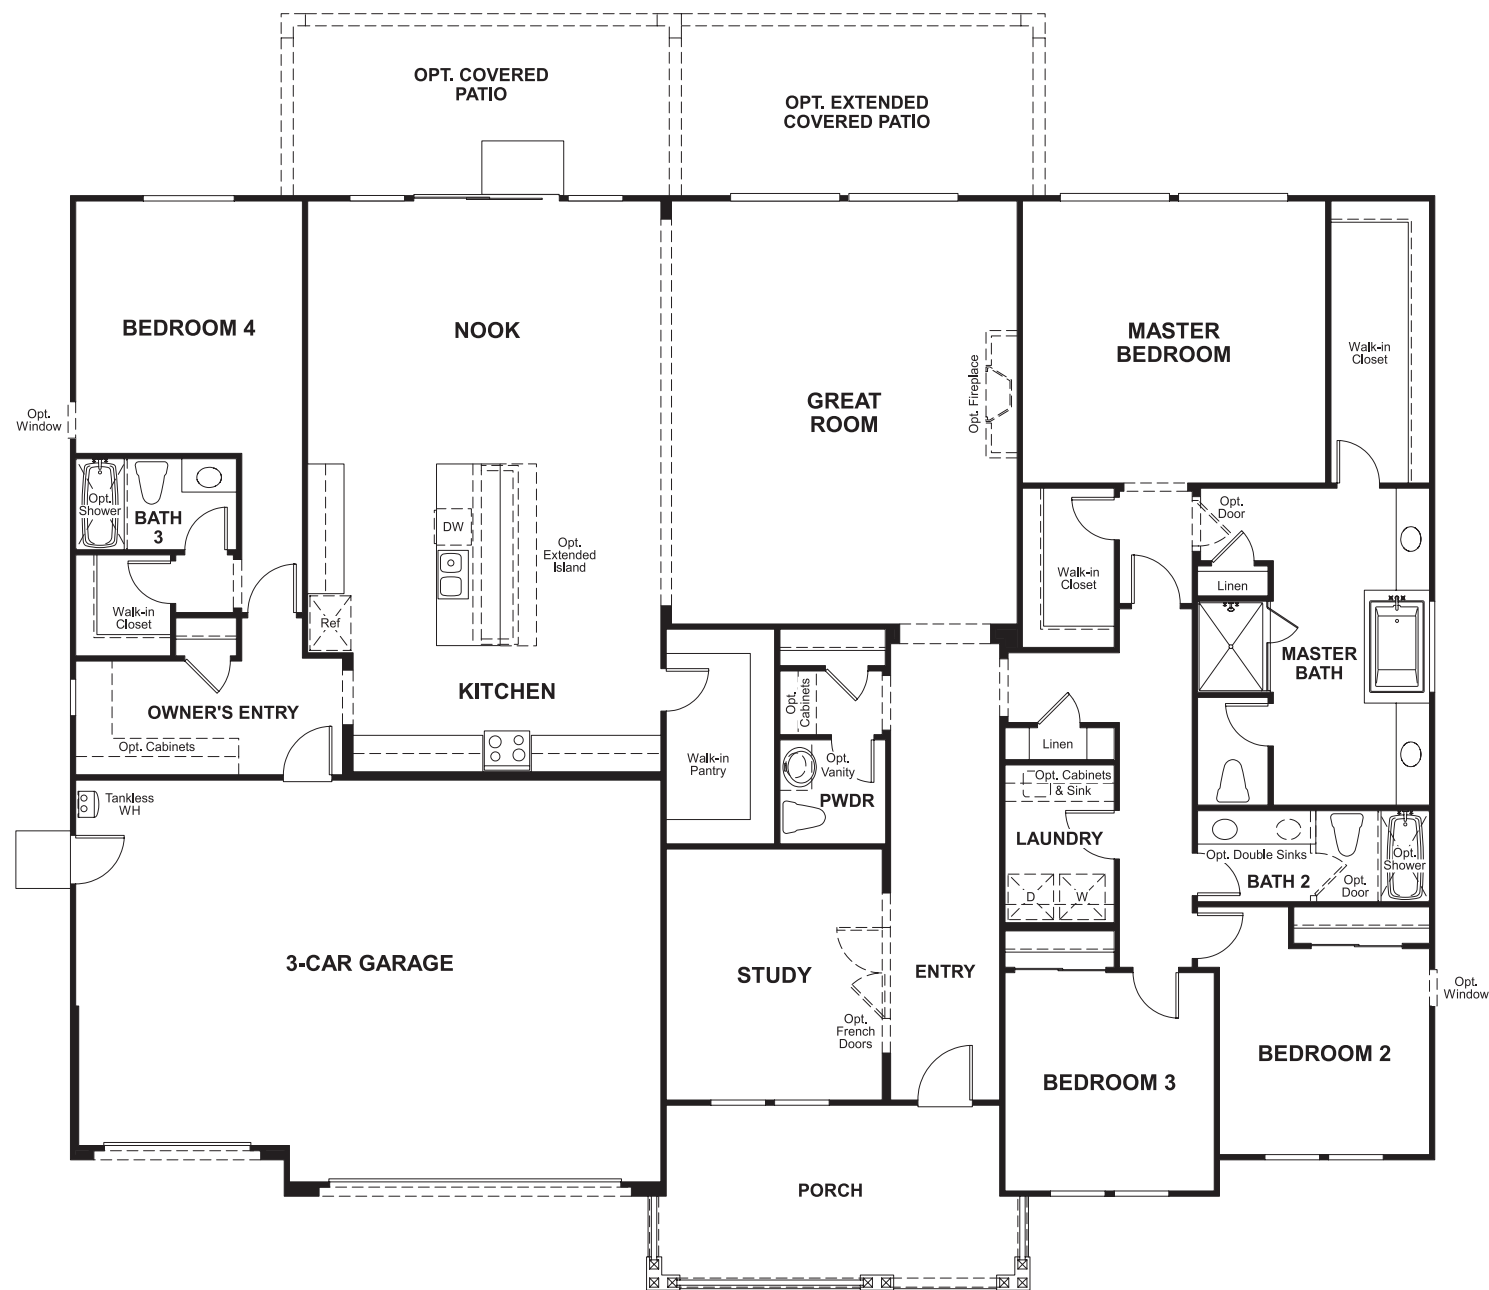 OPT. COVERED
PATIO
OPT. EXTENDED
COVERED PATIO
BEDROOM 4
NOOK
GREAT
ROOM
Opt. Fireplace
MASTER
BEDROOM
Walk-in
Closet
Opt.
Window
Opt.
Shower
BATH
3
DW
Opt.
Extended
Island
Opt.
Door
Walk-in
Closet
Linen
Walk-in
Closet
Ref
MASTER
BATH
OWNER'S ENTRY
KITCHEN
Opt.
Cabinets
Opt. Cabinets
Walk-in
Pantry
Opt.
Vanity
PWDR
Linen
Opt. Cabinets
& Sink
Tankless
WH
LAUNDRY
Opt. Double Sinks
BATH 2
Opt.
Door
Opt.
Shower
D
W
3-CAR GARAGE
STUDY
ENTRY
Opt.
French
Doors
Opt.
Window
BEDROOM 3
BEDROOM 2
PORCH